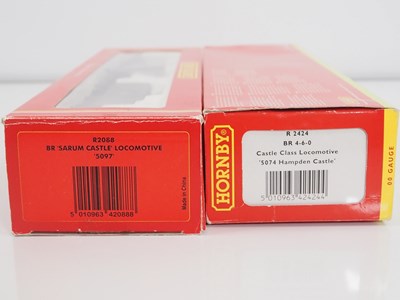 R2088
BR 'SARUM CASTLE' LOCOMOTIVE
'5097'
5 010963 420888
Made in China
HORNBY
R 2424
BR 4-6-0
Castle Class Locomotive
'5074 Hampden Castle'
5 010963 424244
00 GAUGE